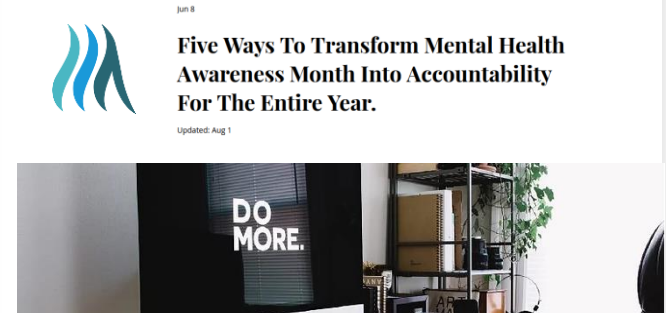 Jun 8
Five Ways To Transform Mental Health
Awareness Month Into Accountability
For The Entire Year.
Updated: Aug 1
DO
MORE.
ART